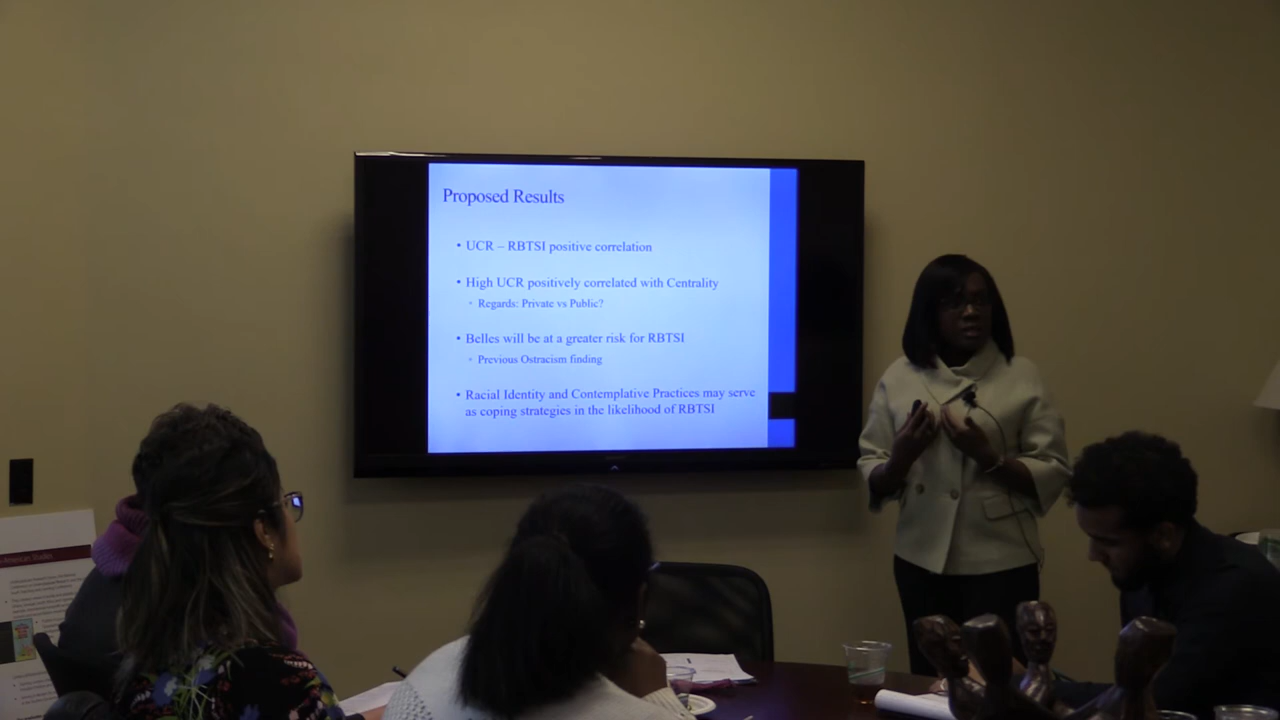 Proposed Results
• UCR – RBTSI positive correlation
• High UCR positively correlated with Centrality
• Regards: Private vs Public?
• Belles will be at a greater risk for RBTSI
• Previous Ostracism finding
• Racial Identity and Contemplative Practices may serve
as coping strategies in the likelihood of RBTSI
American Studies